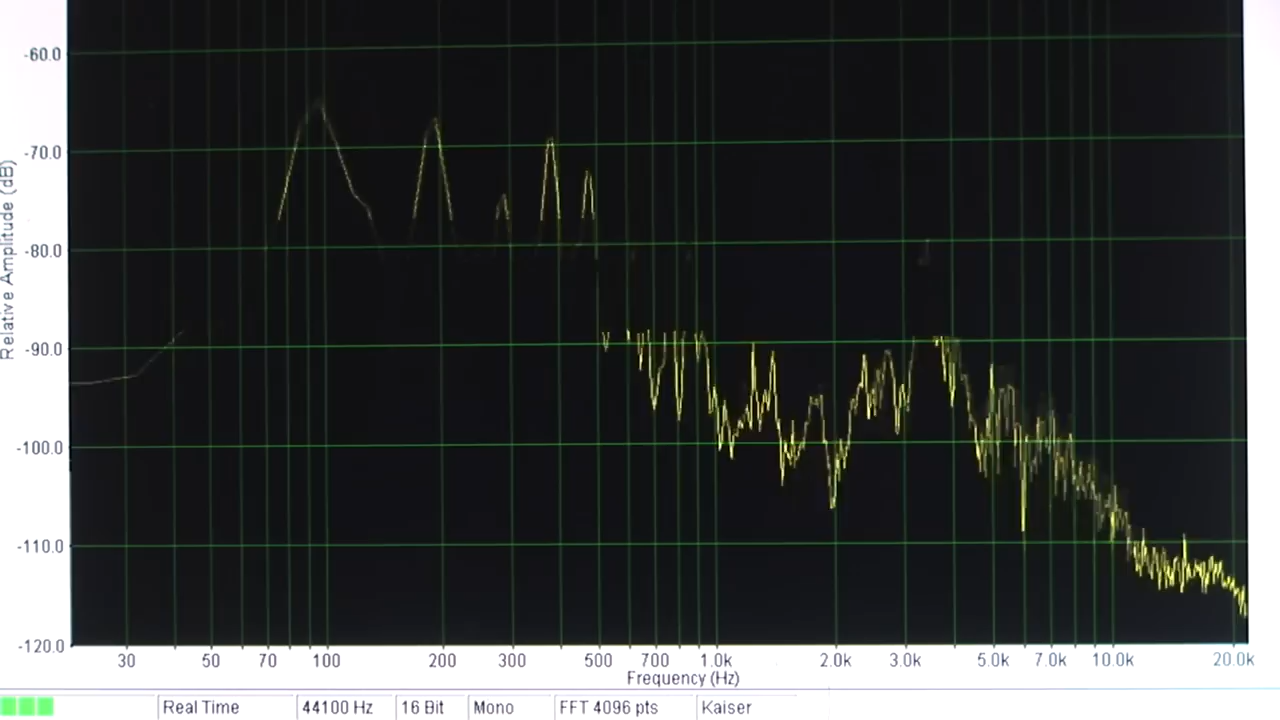 -60.0
-70.0
-80.0
-90.0
-100.0
-110.0
-120.0
Relative Amplitude (dB)
30 50 70 100 200 300 500 700 1.0k 2.0k 3.0k 5.0k 7.0k 10.0k 20.0k
Frequency (Hz)
Real Time 44100 Hz 16 Bit Mono FFT 4096 pts Kaiser